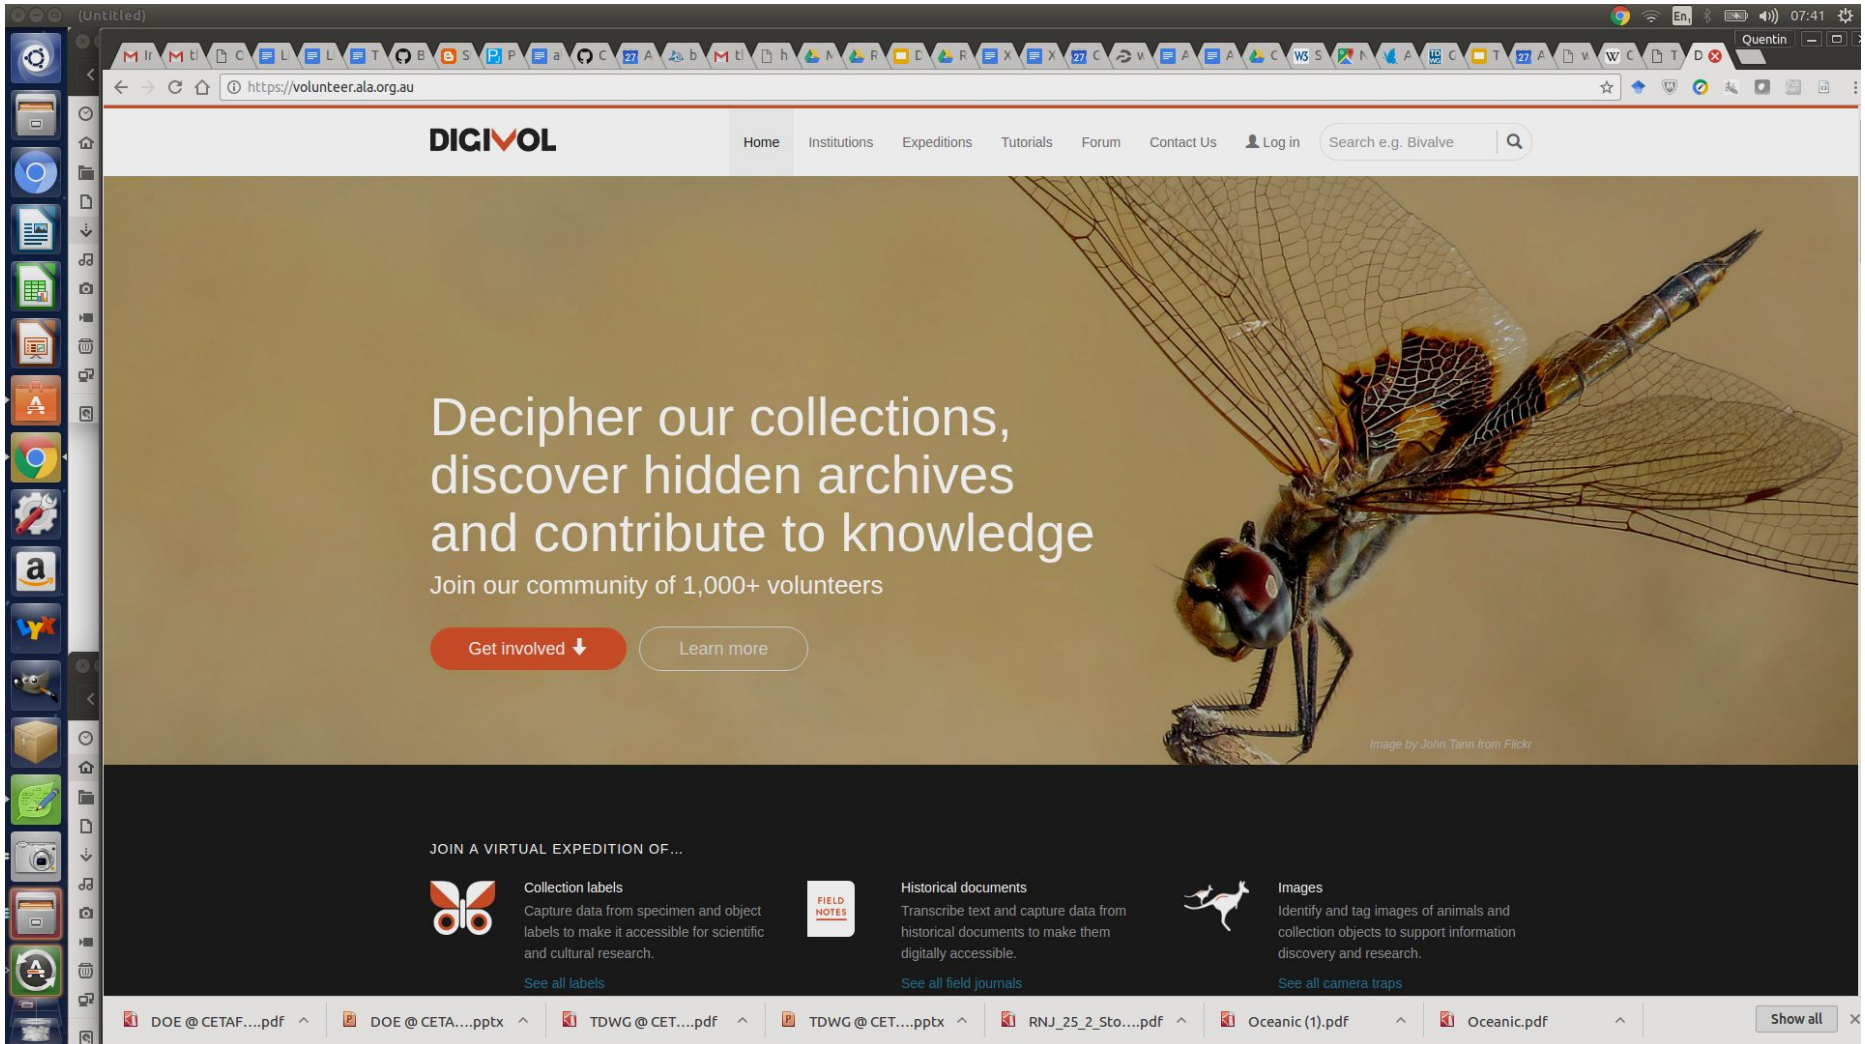 (Untitled)
En
07:41
Quentin
https://volunteer.ala.org.au
DIGIVOL
Home
Institutions
Expeditions
Tutorials
Forum
Contact Us
Log in
Search e.g. Bivalve
Decipher our collections,
discover hidden archives
and contribute to knowledge
Join our community of 1,000+ volunteers
Get involved
Learn more
Image by John Tann from Flickr
JOIN A VIRTUAL EXPEDITION OF...
Collection labels
Capture data from specimen and object
labels to make it accessible for scientific
and cultural research.
See all labels
FIELD
NOTES
Historical documents
Transcribe text and capture data from
historical documents to make them
digitally accessible.
See all field journals
Images
Identify and tag images of animals and
collection objects to support information
discovery and research.
See all camera traps
DOE @ CETAF....pdf
DOE @ CETA....pptx
TDWG @ CET....pdf
TDWG @ CET....pptx
RNJ_25_2_Sto....pdf
Oceanic (1).pdf
Oceanic.pdf
Show all